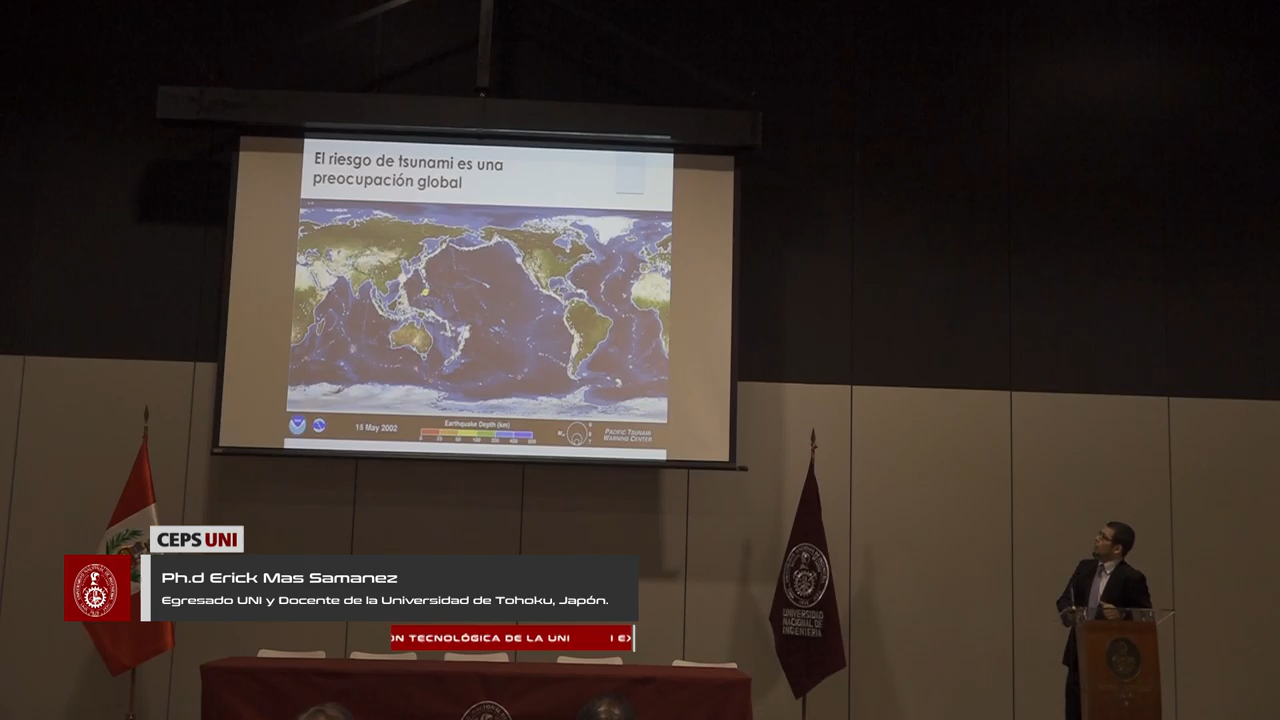 El riesgo de tsunami es una
preocupación global
15 May 2002
Earthquake Depth (km)
PACIFIC TSUNAMI
WARNING CENTER
CEPS UNI
Ph.d Erick Mas Samanez
Egresado UNI y Docente de la Universidad de Tohoku, Japón.
ÓN TECNOLÓGICA DE LA UNI
UNIVERSIDAD
NACIONAL DE
INGENIERÍA